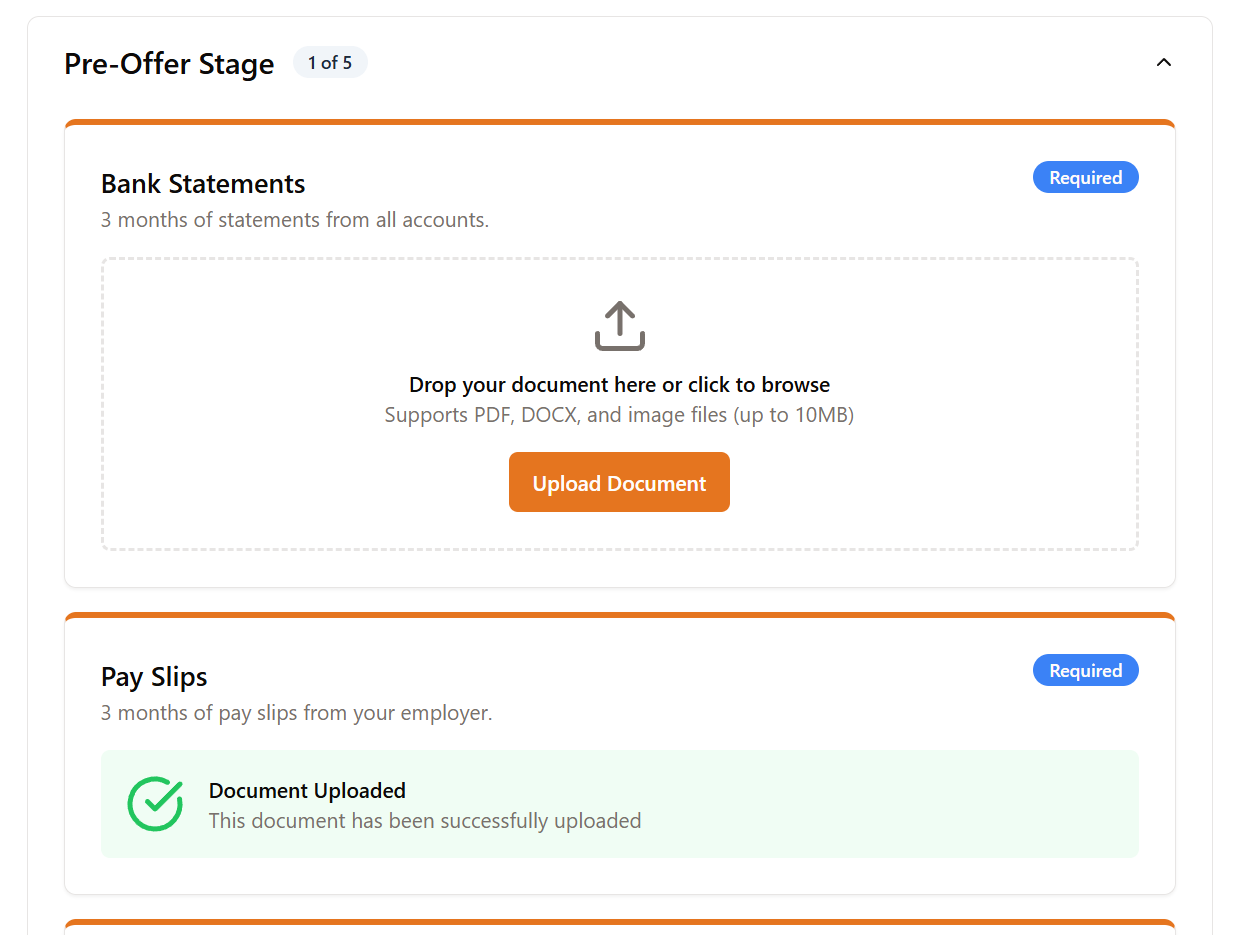 Pre-Offer Stage
1 of 5
Bank Statements
Required
3 months of statements from all accounts.
Drop your document here or click to browse
Supports PDF, DOCX, and image files (up to 10MB)
Upload Document
Pay Slips
Required
3 months of pay slips from your employer.
Document Uploaded
This document has been successfully uploaded